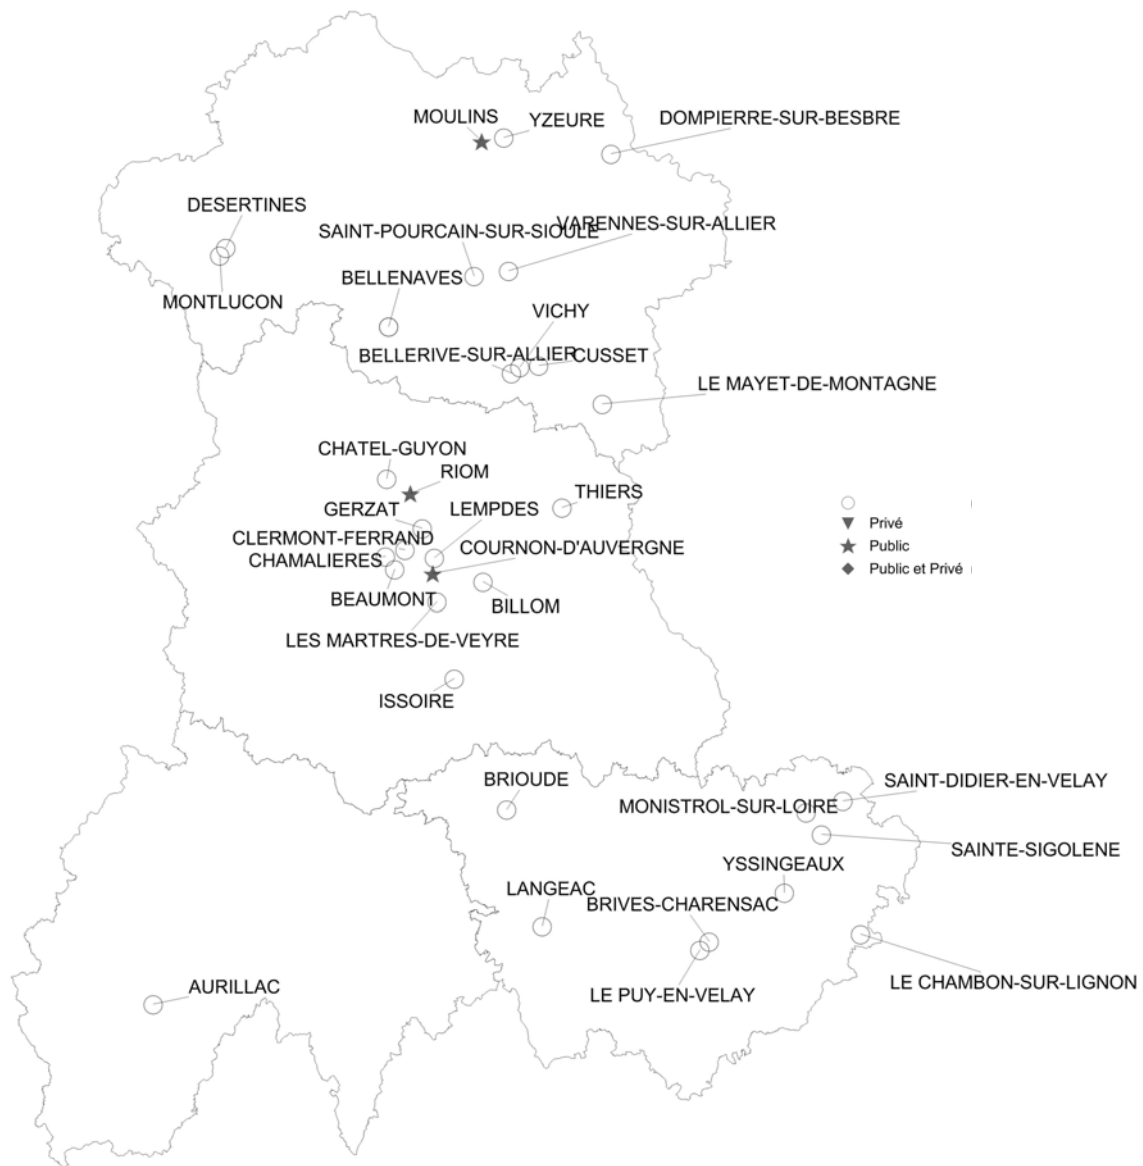 MOULINS
YZEURE
DOMPIERRE-SUR-BESBRE
DESERTINES
SAINT-POURCAIN-SUR-SIOULE
VARENNES-SUR-ALLIER
BELLENAVES
MONTLUCON
VICHY
BELLERIVE-SUR-ALLIER
CUSSET
LE MAYET-DE-MONTAGNE
CHATEL-GUYON
RIOM
THIERS
GERZAT
LEMPDES
CLERMONT-FERRAND
COURNON-D'AUVERGNE
CHAMALIERES
BEAUMONT
BILLOM
LES MARTRES-DE-VEYRE
ISSOIRE
Privé
Public
Public et Privé
BRIOUDE
SAINT-DIDIER-EN-VELAY
MONISTROL-SUR-LOIRE
SAINTE-SIGOLENE
YSSINGEAUX
LANGEAC
BRIVES-CHARENSAC
LE CHAMBON-SUR-LIGNON
AURILLAC
LE PUY-EN-VELAY